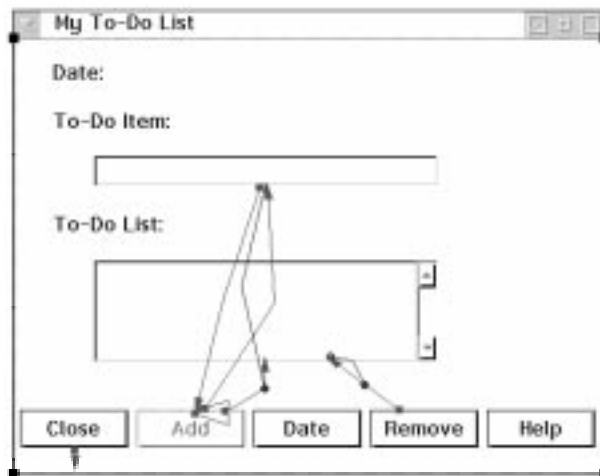 My To-Do List
Date:
To-Do Item:
To-Do List:
Close Add Date Remove Help